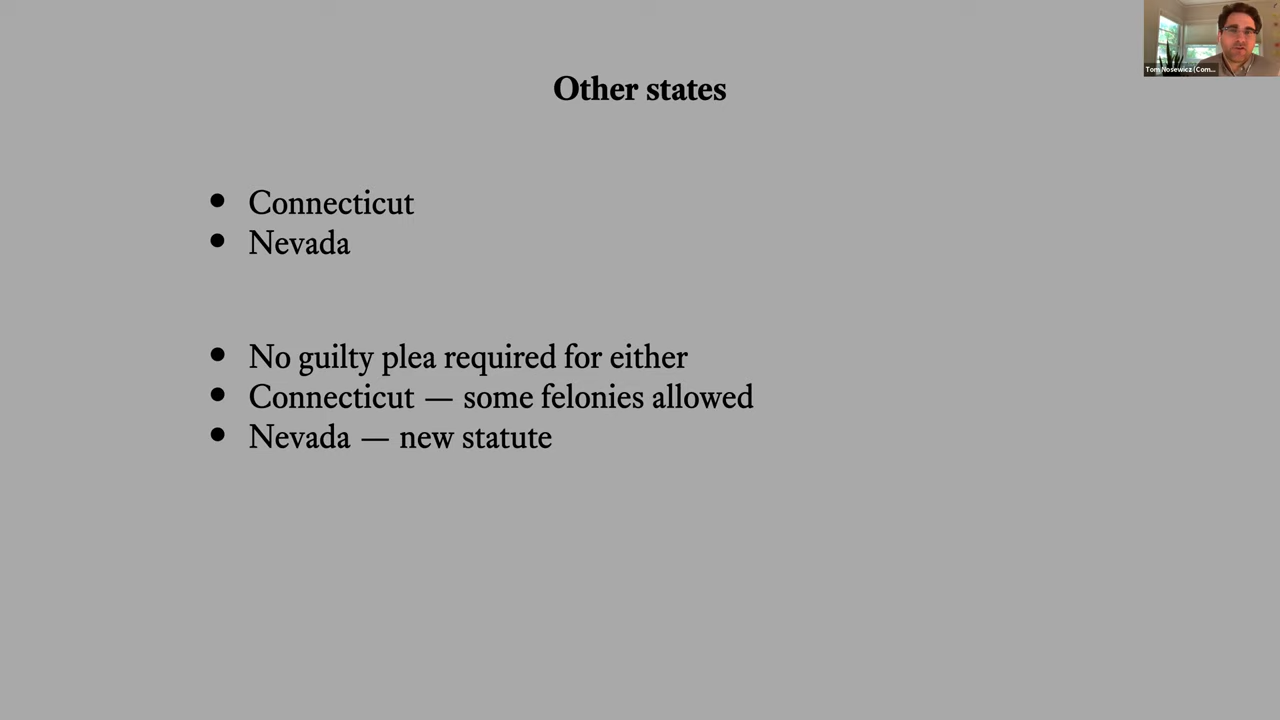 Other states
Tom Nosewicz (Com...
• Connecticut
• Nevada
• No guilty plea required for either
• Connecticut — some felonies allowed
• Nevada — new statute